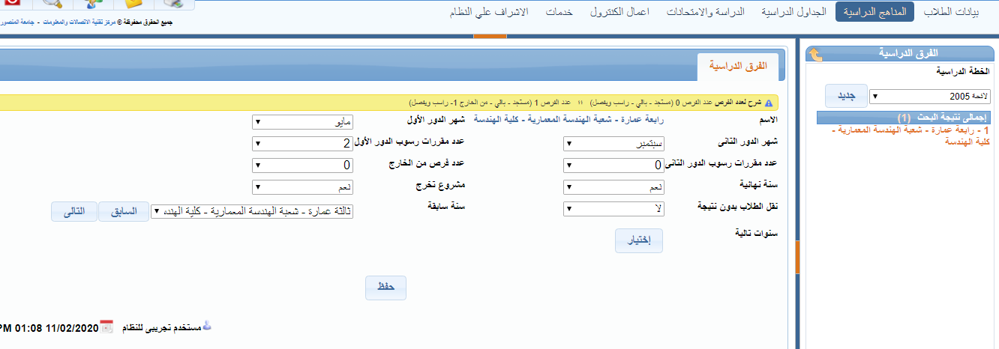 بيانات الطلاب المناهج الدراسية الجداول الدراسية الدراسة والامتحانات اعمال الكنترول خدمات الاشراف علي النظام
جميع الحقوق محفوظة © مركز تقنية الاتصالات والمعلومات - جامعة المنصور
الفرق الدراسية
الخطة الدراسية
لائحة 2005 جديد
إجمالى نتيجة البحث (1)
1 - رابعة عمارة - شعبة الهندسة المعمارية -
كلية الهندسة
الفرق الدراسية
شرح لعدد الفرص عدد الفرص 0 (مستجد - باقي - راسب ويفصل) ؛؛ عدد الفرص 1 (مستجد - باقي - من الخارج 1- راسب ويفصل)
الاسم رابعة عمارة - شعبة الهندسة المعمارية - كلية الهندسة شهر الدور الأول مايو
شهر الدور الثانى سبتمبر عدد مقررات رسوب الدور الأول 2
عدد مقررات رسوب الدور الثانى 0 عدد فرص من الخارج 0
سنة نهائية نعم مشروع تخرج نعم
نقل الطلاب بدون نتيجة لا سنة سابقة ثالثة عمارة - شعبة الهندسة المعمارية - كلية الهند السابق التالى
سنوات تالية إختيار
حفظ
مستخدم تجريبى للنظام 11/02/2020 01:08 PM